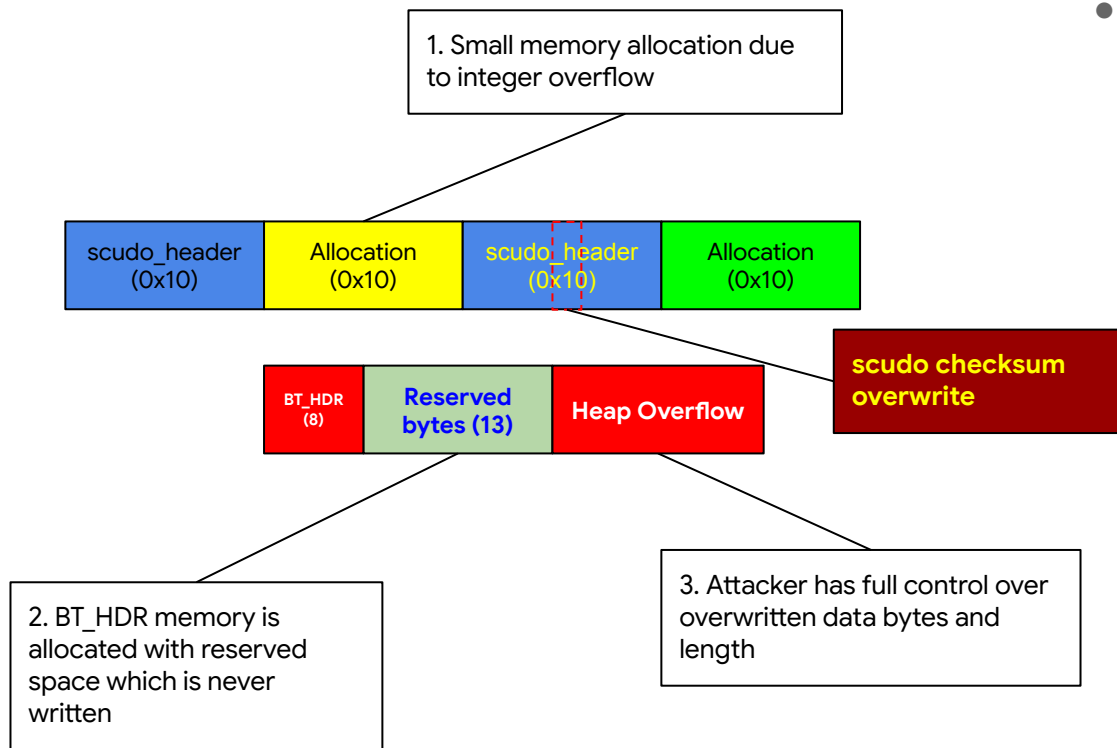 1. Small memory allocation due
to integer overflow
scudo_header
(0x10)
Allocation
(0x10)
scudo_header
(0x10)
Allocation
(0x10)
scudo checksum
overwrite
BT_HDR
(8)
Reserved
bytes (13)
Heap Overflow
2. BT_HDR memory is
allocated with reserved
space which is never
written
3. Attacker has full control over
overwritten data bytes and
length